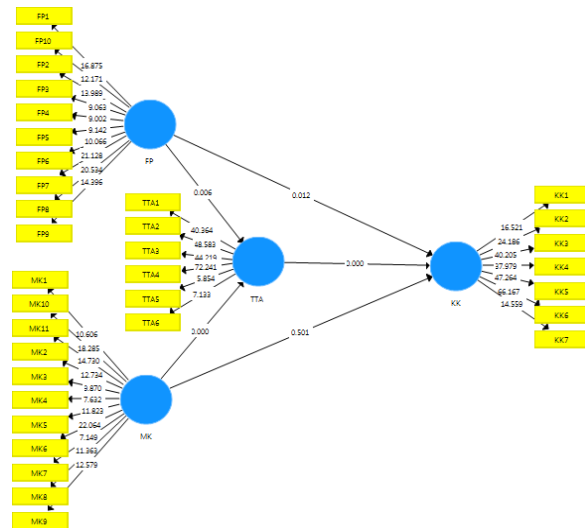 FP1
FP10
FP2
FP3
FP4
FP5
FP6
FP7
FP8
FP9
16.875
12.171
13.989
9.063
9.002
9.142
10.066
21.128
20.534
14.396
FP
0.006
0.012
TTA1
TTA2
TTA3
TTA4
TTA5
TTA6
40.364
48.583
44.219
72.241
5.854
7.133
TTA
0.000
KK1
KK2
KK3
KK4
KK5
KK6
KK7
16.521
24.186
40.205
37.979
47.264
66.167
14.559
KK
MK1
MK10
MK11
MK2
MK3
MK4
MK5
MK6
MK7
MK8
MK9
10.606
18.285
14.730
12.734
3.870
7.632
11.823
22.064
7.149
11.363
12.579
MK
0.000
0.501